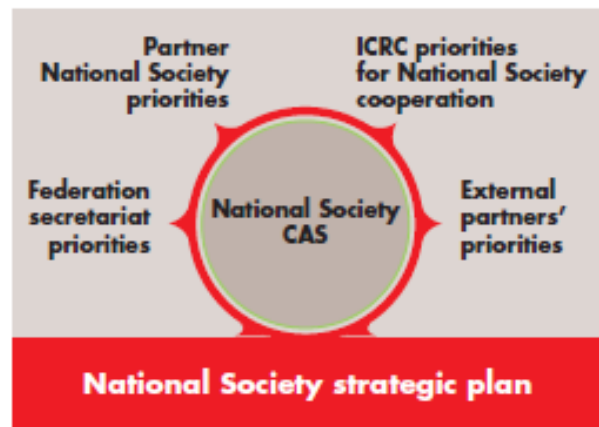 Partner
National Society
priorities
ICRC priorities
for National Society
cooperation
Federation
secretariat
priorities
National Society
CAS
External
partners’
priorities
National Society strategic plan